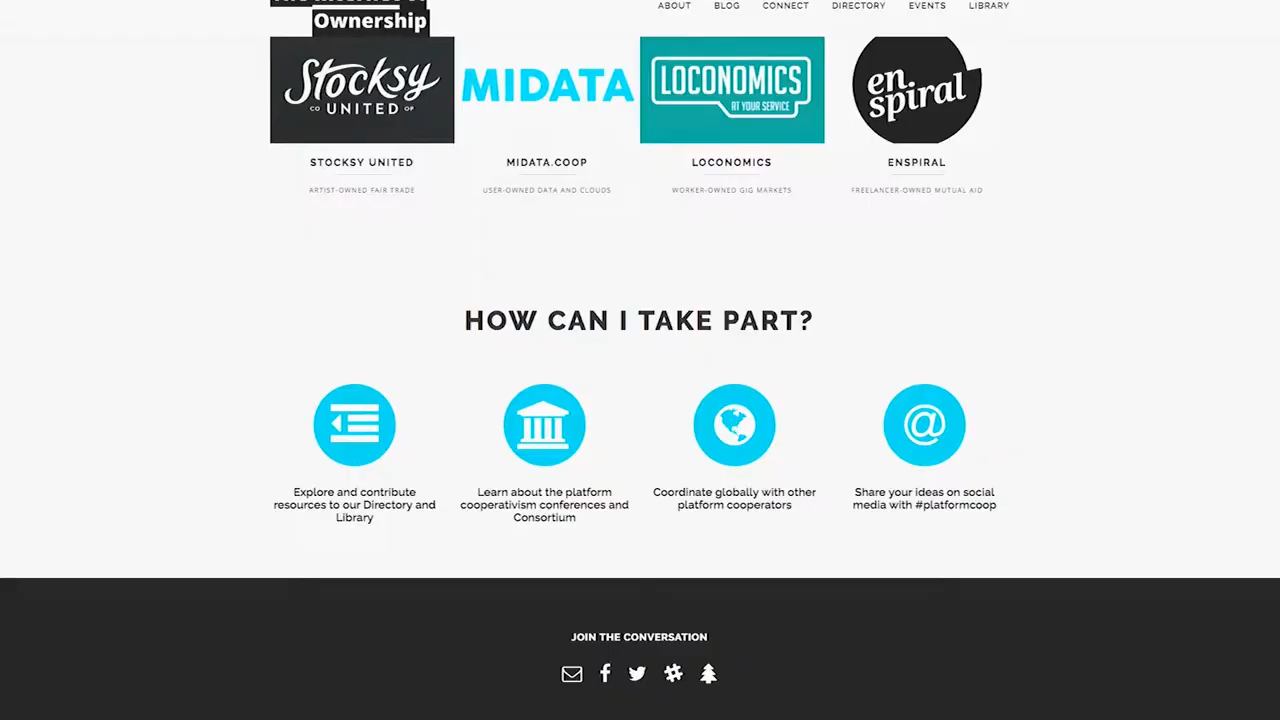 Ownership
ABOUT BLOG CONNECT DIRECTORY EVENTS LIBRARY
Stocksy
CO UNITED OP
MIDATA
LOCONOMICS
AT YOUR SERVICE
en
spiral
STOCKSY UNITED
MIDATA.COOP
LOCONOMICS
ENSPIRAL
ARTIST-OWNED FAIR TRADE
USER-OWNED DATA AND CLOUDS
WORKER-OWNED GIG MARKETS
FREELANCER-OWNED MUTUAL AID
HOW CAN I TAKE PART?
@
Explore and contribute
resources to our Directory and
Library
Learn about the platform
cooperativism conferences and
Consortium
Coordinate globally with other
platform cooperators
Share your ideas on social
media with #platformcoop
JOIN THE CONVERSATION